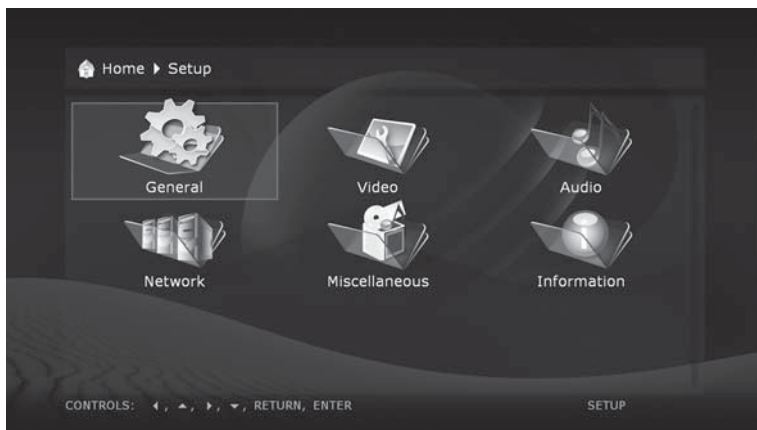 Home ▸ Setup
General Video Audio
Network Miscellaneous Information
CONTROLS: ◂, ▴, ▸, ▾, RETURN, ENTER SETUP